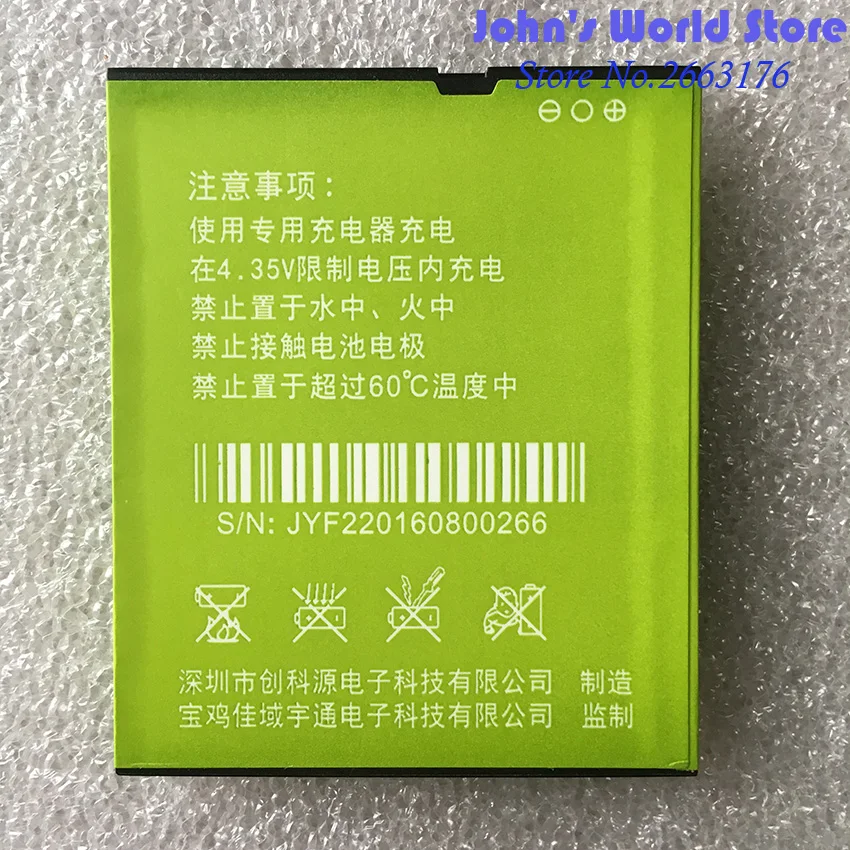 John's World Store
Store No.2663176
注意事项:
使用专用充电器充电
在4.35V限制电压内充电
禁止置于水中、火中
禁止接触电池电极
禁止置于超过60℃温度中
S/N: JYF220160800266
深圳市创科源电子科技有限公司 制造
宝鸡佳域宇通电子科技有限公司 监制